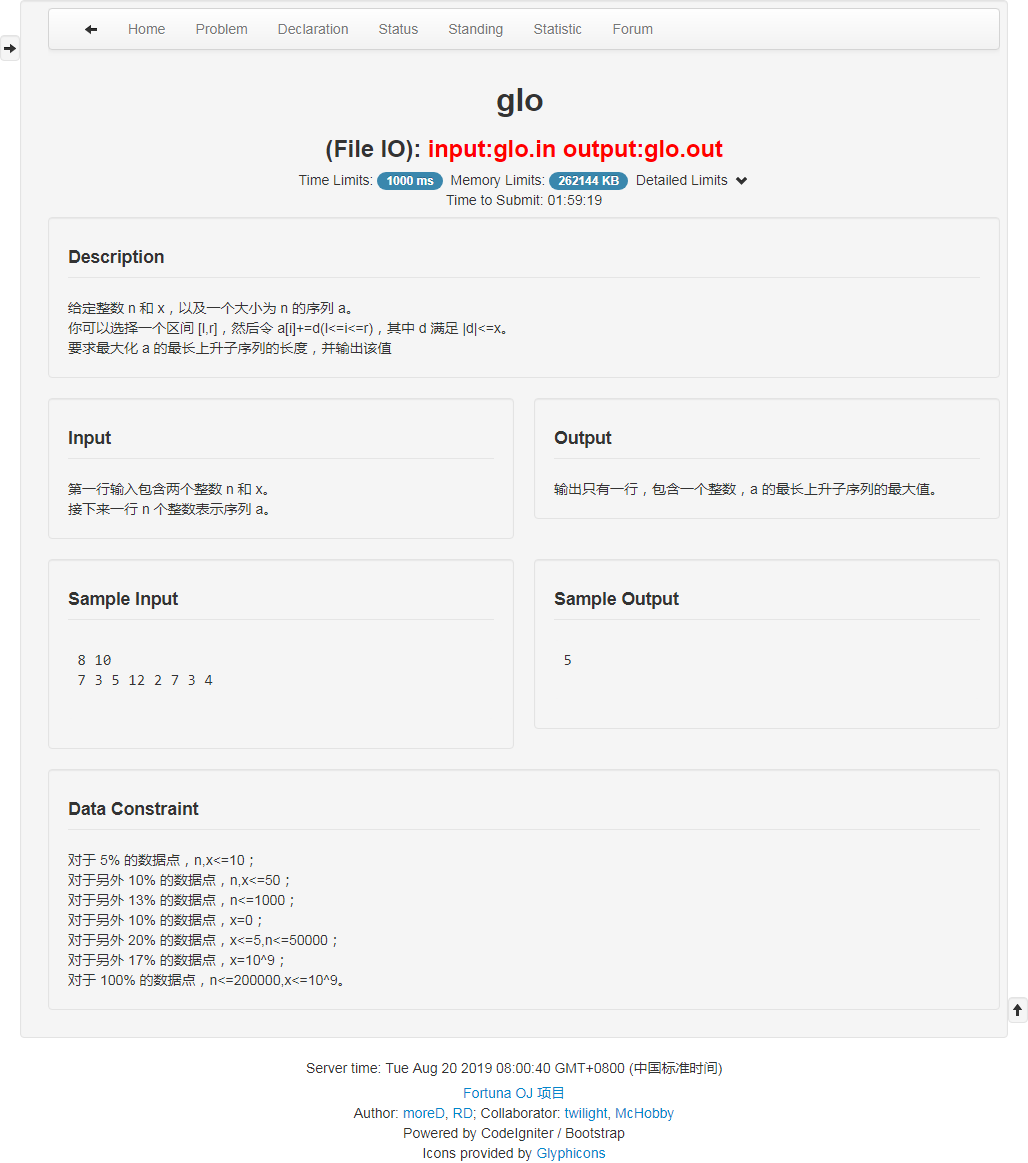 Home Problem Declaration Status Standing Statistic Forum
glo
(File IO): input:glo.in output:glo.out
Time Limits: 1000 ms Memory Limits: 262144 KB Detailed Limits
Time to Submit: 01:59:19
Description
给定整数 n 和 x，以及一个大小为 n 的序列 a。
你可以选择一个区间 [l,r]，然后令 a[i]+=d(l<=i<=r)，其中 d 满足 |d|<=x。
要求最大化 a 的最长上升子序列的长度，并输出该值
Input
第一行输入包含两个整数 n 和 x。
接下来一行 n 个整数表示序列 a。
Output
输出只有一行，包含一个整数，a 的最长上升子序列的最大值。
Sample Input
8 10
7 3 5 12 2 7 3 4
Sample Output
5
Data Constraint
对于 5% 的数据点，n,x<=10；
对于另外 10% 的数据点，n,x<=50；
对于另外 13% 的数据点，n<=1000；
对于另外 10% 的数据点，x=0；
对于另外 20% 的数据点，x<=5,n<=50000；
对于另外 17% 的数据点，x=10^9；
对于 100% 的数据点，n<=200000,x<=10^9。
Server time: Tue Aug 20 2019 08:00:40 GMT+0800 (中国标准时间)
Fortuna OJ 项目
Author: moreD, RD; Collaborator: twilight, McHobby
Powered by CodeIgniter / Bootstrap
Icons provided by Glyphicons